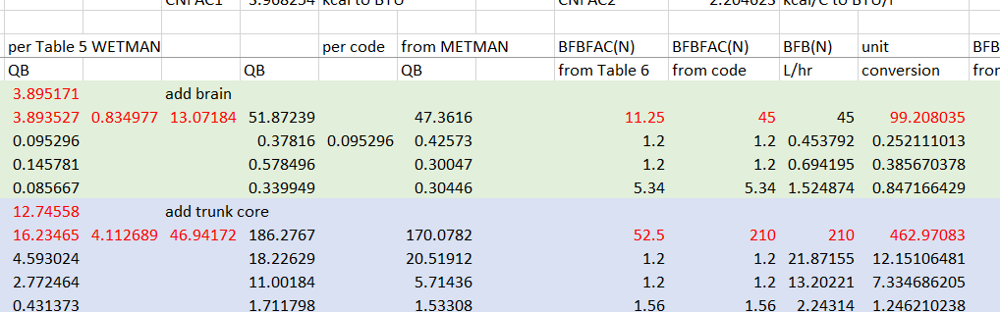 CNFAC1 3.968254 kcal to BTU CNFAC2 2.204623 kcal/C to BTU/F
per Table 5 WETMAN per code from METMAN BFBFAC(N) BFBFAC(N) BFB(N) unit BFB
QB QB QB from Table 6 from code L/hr conversion fror
3.895171 add brain
3.893527 0.834977 13.07184 51.87239 47.3616 11.25 45 45 99.208035
0.095296 0.37816 0.095296 0.42573 1.2 1.2 0.453792 0.252111013
0.145781 0.578496 0.30047 1.2 1.2 0.694195 0.385670378
0.085667 0.339949 0.30446 5.34 5.34 1.524874 0.847166429
12.74558 add trunk core
16.23465 4.112689 46.94172 186.2767 170.0782 52.5 210 210 462.97083
4.593024 18.22629 20.51912 1.2 1.2 21.87155 12.15106481
2.772464 11.00184 5.71436 1.2 1.2 13.20221 7.334686205
0.431373 1.711798 1.53308 1.56 1.56 2.24314 1.246210238